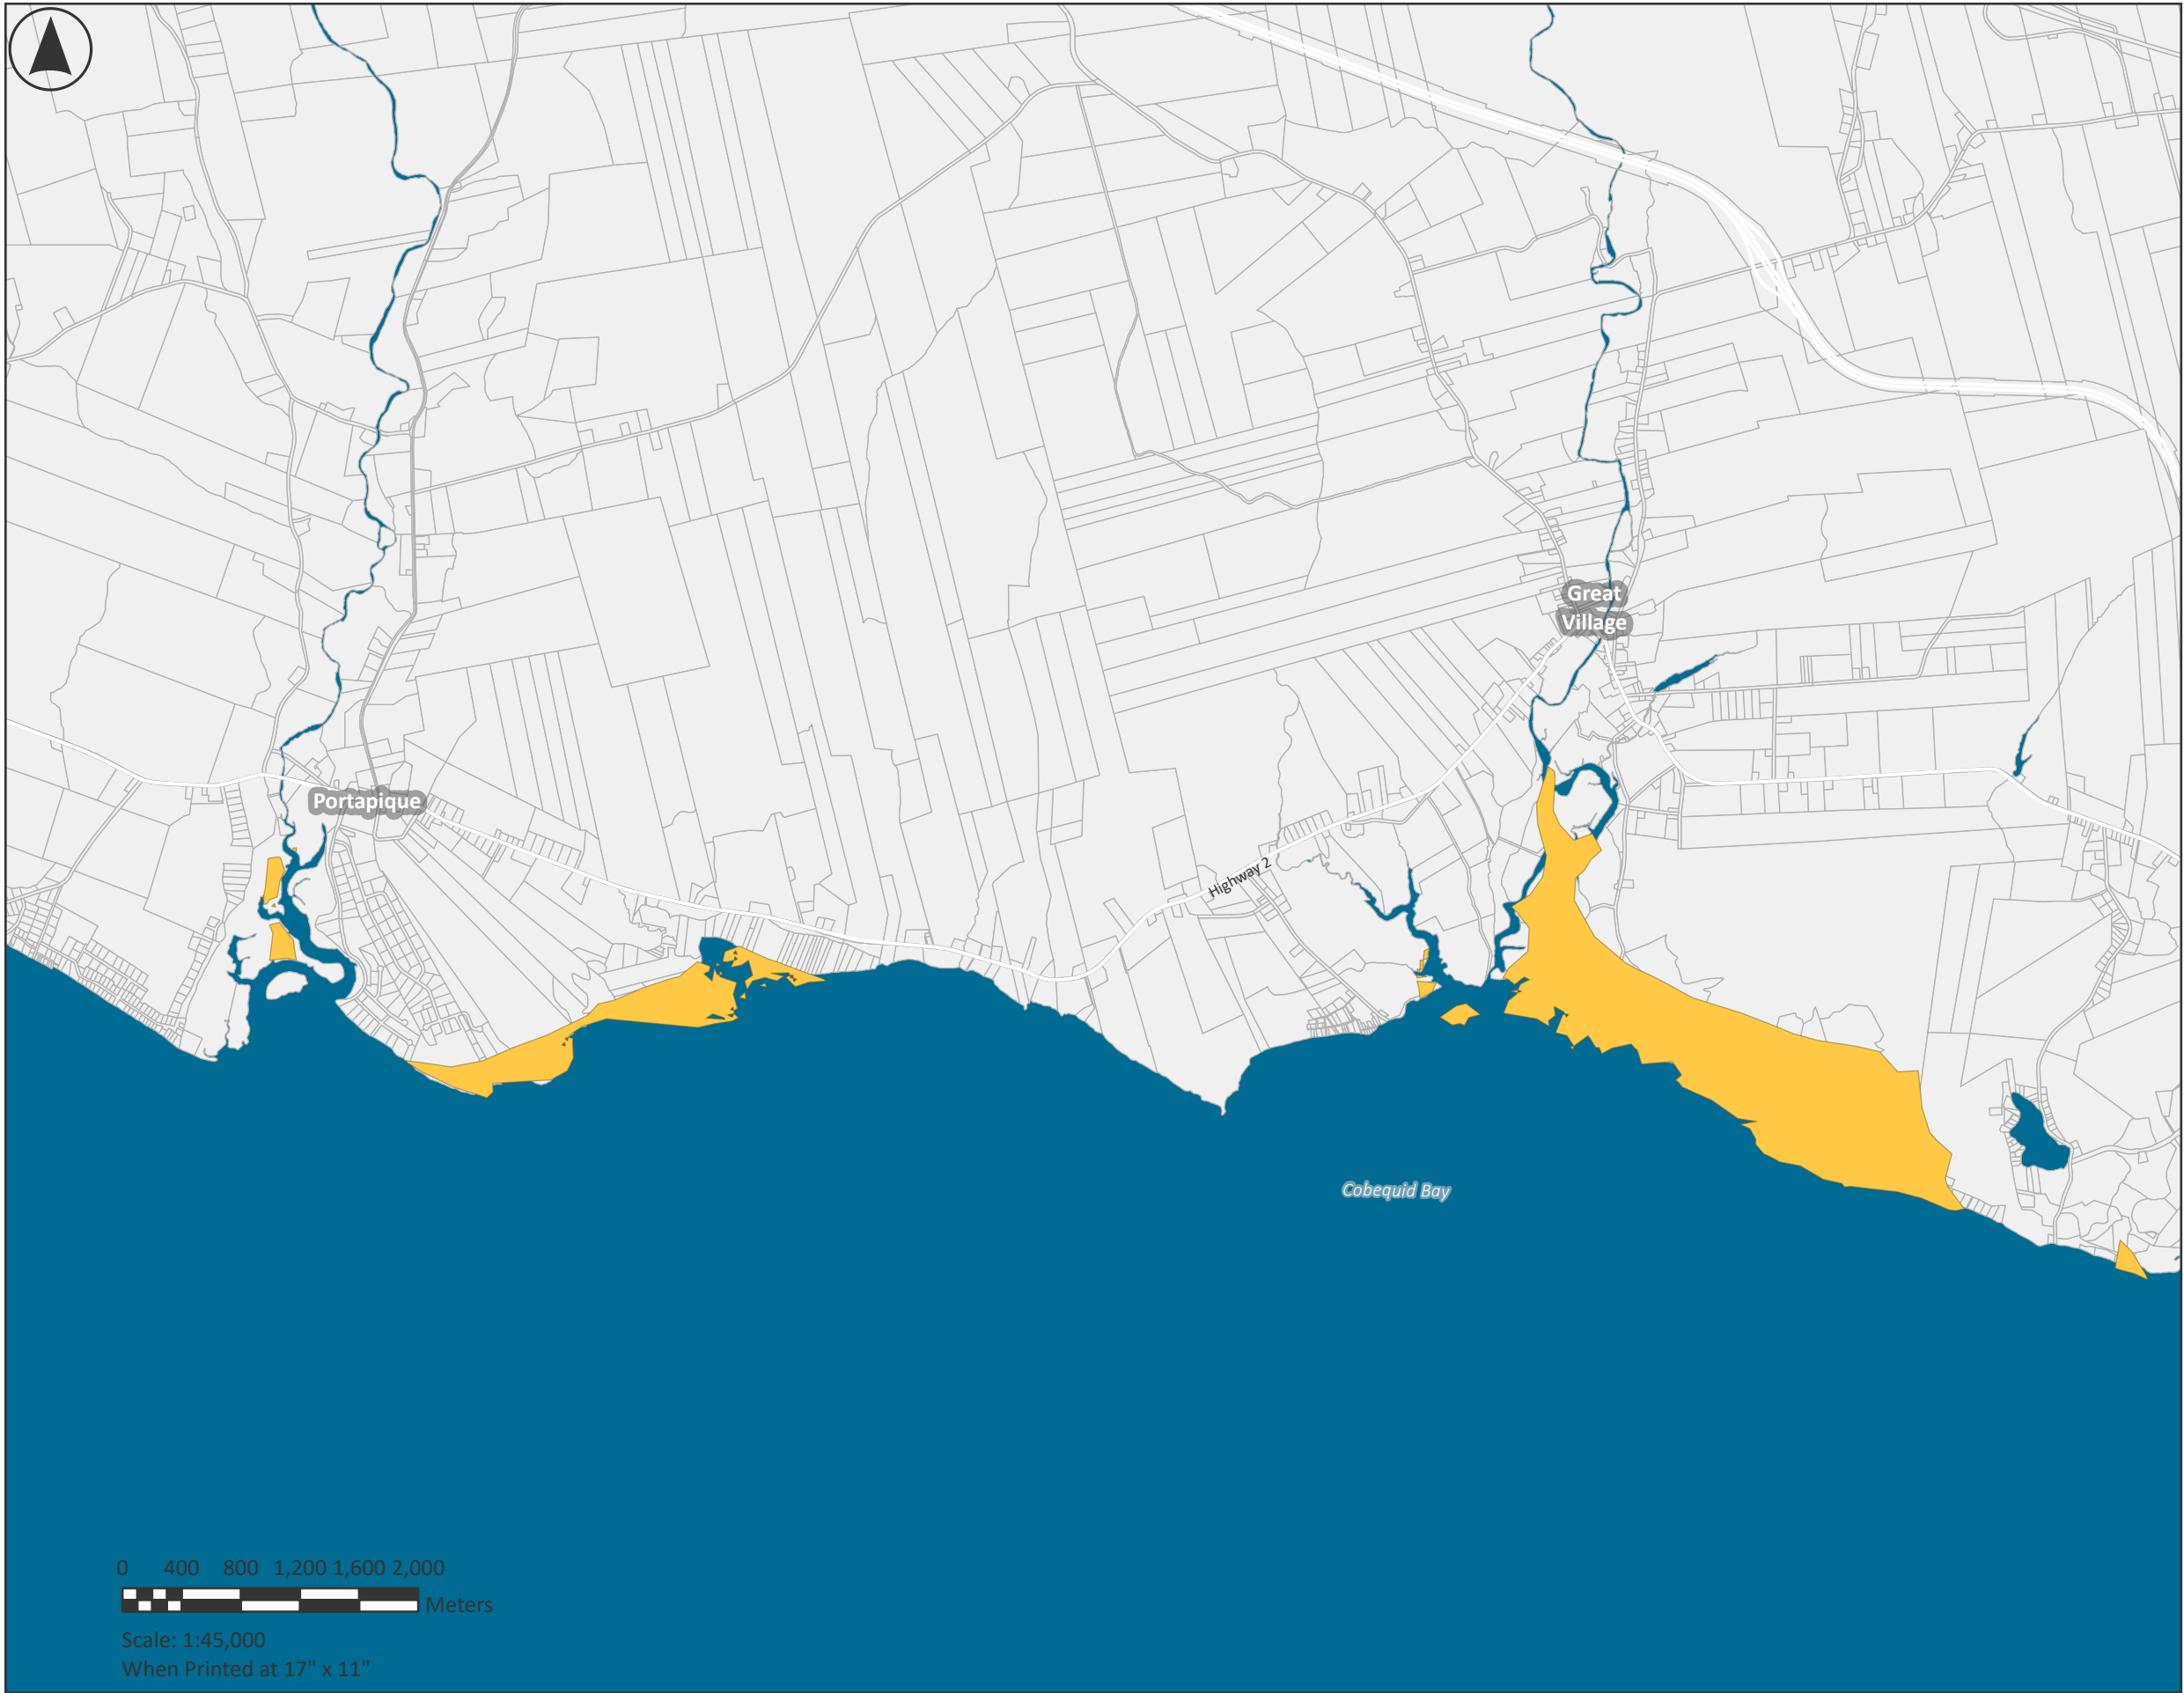 Great
Village
Portapique
Highway 2
Cobequid Bay
0 400 800 1,200 1,600 2,000
Meters
Scale: 1:45,000
When Printed at 17" x 11"